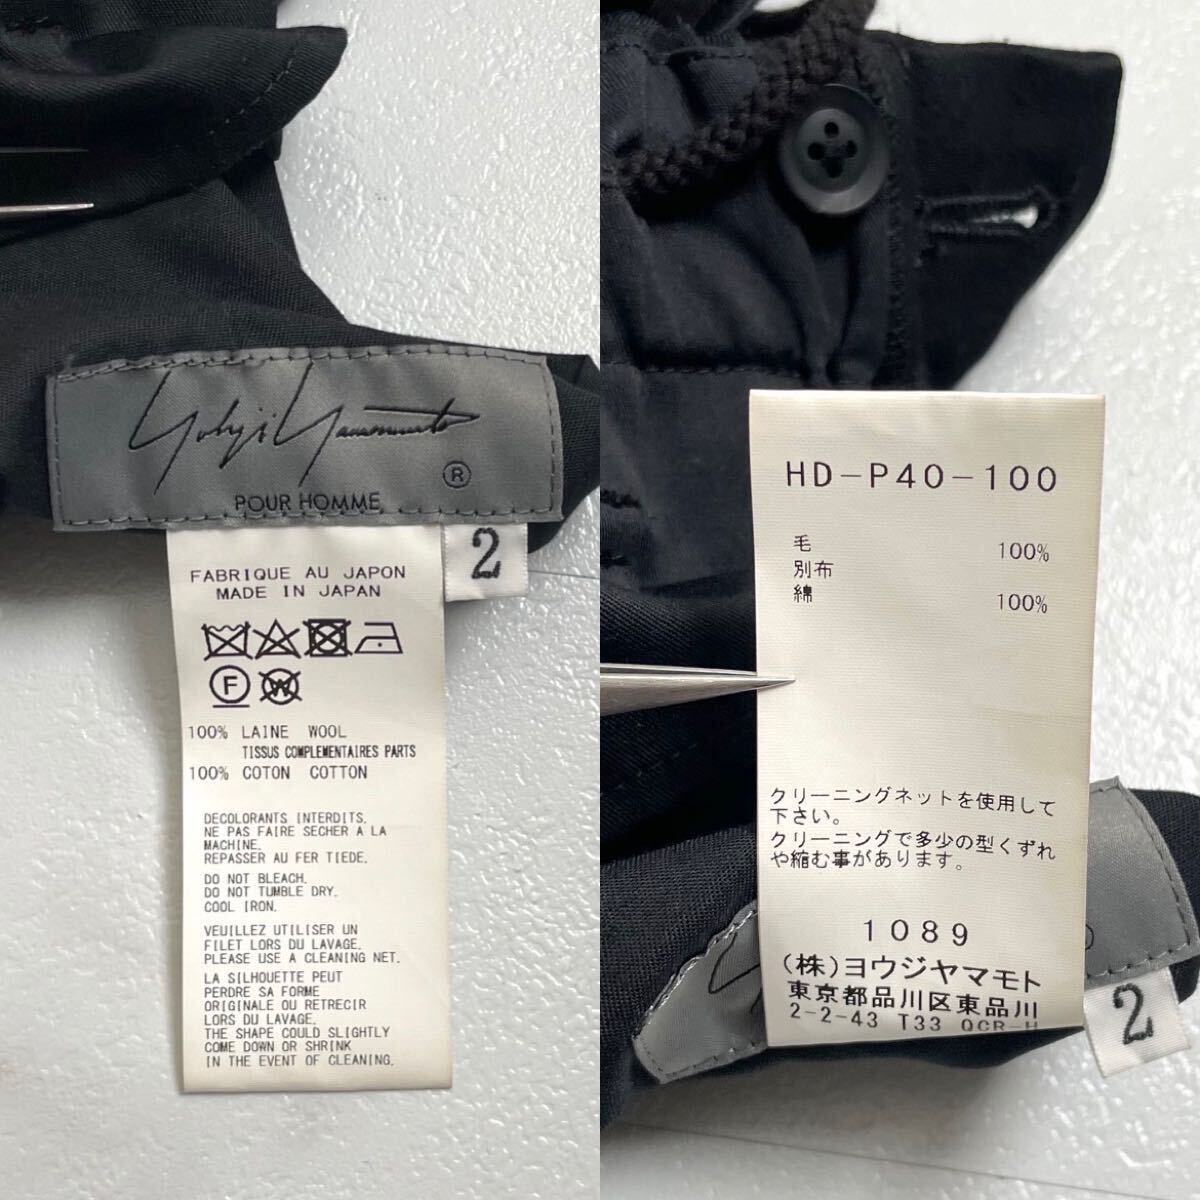 Yohji Yamamoto
®
POUR HOMME
2
FABRIQUE AU JAPON
MADE IN JAPAN
F
W
100% LAINE WOOL
TISSUS COMPLEMENTAIRES PARTS
100% COTON COTTON
DECOLORANTS INTERDITS.
NE PAS FAIRE SECHER A LA
MACHINE.
REPASSER AU FER TIEDE.
DO NOT BLEACH.
DO NOT TUMBLE DRY.
COOL IRON.
VEUILLEZ UTILISER UN
FILET LORS DU LAVAGE.
PLEASE USE A CLEANING NET.
LA SILHOUETTE PEUT
PERDRE SA FORME
ORIGINALE OU RETRECIR
LORS DU LAVAGE.
THE SHAPE COULD SLIGHTLY
COME DOWN OR SHRINK
IN THE EVENT OF CLEANING.
HD-P40-100
毛 100%
別布
綿 100%
クリーニングネットを使用して
下さい。
クリーニングで多少の型くずれ
や縮む事があります。
1089
(株)ヨウジヤマモト
東京都品川区東品川
2-2-43 T33 QCR-H
2